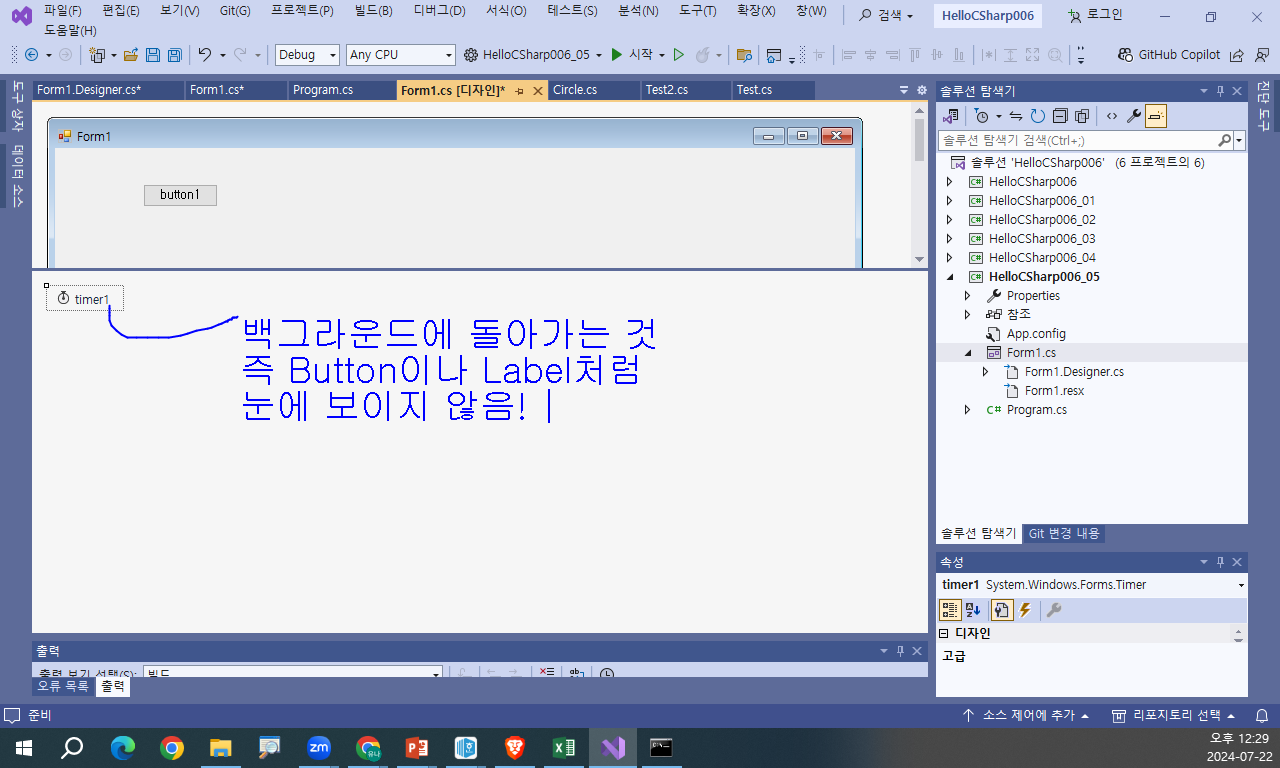 파일(F) 편집(E) 보기(V) Git(G) 프로젝트(P) 빌드(B) 디버그(D) 서식(O) 테스트(S) 분석(N) 도구(T) 확장(X) 창(W) 검색 HelloCSharp006 로그인
도움말(H)
Debug Any CPU HelloCSharp006_05 시작 GitHub Copilot
도구 상자
데이터 소스
Form1.Designer.cs* Form1.cs* Program.cs Form1.cs [디자인]* Circle.cs Test2.cs Test.cs
Form1
button1
timer1
백그라운드에 돌아가는 것
즉 Button이나 Label처럼
눈에 보이지 않음!
출력
출력 보기 선택(S): 빌드
오류 목록 출력
솔루션 탐색기
솔루션 탐색기 검색(Ctrl+;)
솔루션 'HelloCSharp006' (6 프로젝트의 6)
HelloCSharp006
HelloCSharp006_01
HelloCSharp006_02
HelloCSharp006_03
HelloCSharp006_04
HelloCSharp006_05
Properties
참조
App.config
Form1.cs
Form1.Designer.cs
Form1.resx
Program.cs
솔루션 탐색기 Git 변경 내용
속성
timer1 System.Windows.Forms.Timer
디자인
고급
진단 도구
준비 소스 제어에 추가 리포지토리 선택
zm
오후 12:29
2024-07-22